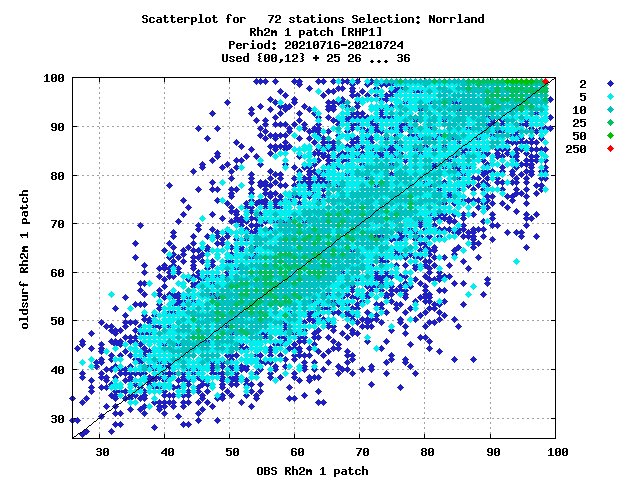 Scatterplot for 72 stations Selection: Norrland
Rh2m 1 patch [RHP1]
Period: 20210716-20210724
Used {00,12} + 25 26 ... 36
2
5
10
25
50
250
oldsurf Rh2m 1 patch
100
90
80
70
60
50
40
30
30 40 50 60 70 80 90 100
OBS Rh2m 1 patch